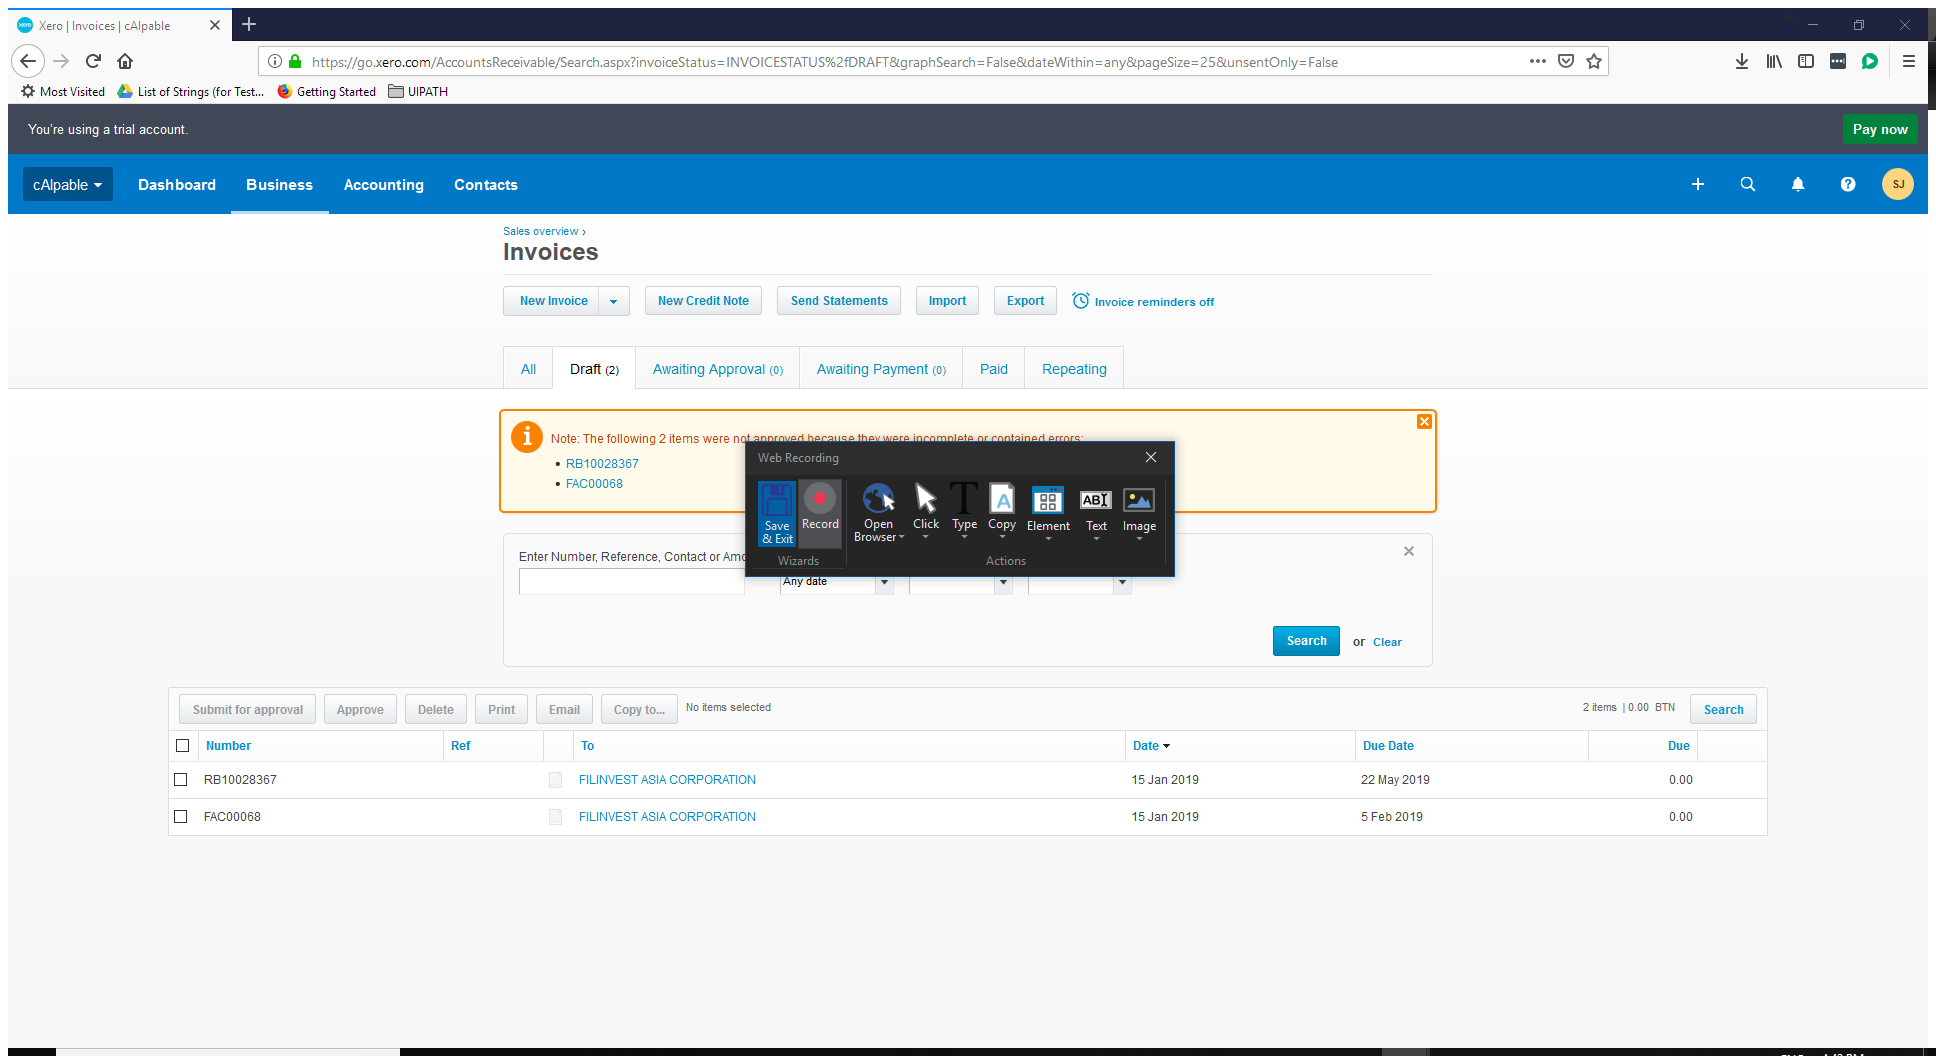 Xero | Invoices | cAlpable
https://go.xero.com/AccountsReceivable/Search.aspx?invoiceStatus=INVOICESTATUS%2fDRAFT&graphSearch=False&dateWithin=any&pageSize=25&unsentOnly=False
Most Visited List of Strings (for Test... Getting Started UIPATH
You're using a trial account. Pay now
cAlpable Dashboard Business Accounting Contacts SJ
Sales overview ›
Invoices
New Invoice New Credit Note Send Statements Import Export Invoice reminders off
All Draft (2) Awaiting Approval (0) Awaiting Payment (0) Paid Repeating
Note: The following 2 items were not approved because they were incomplete or contained errors:
• RB10028367
• FAC00068
Web Recording
Save & Exit Record Open Browser Click Type Copy Element Text Image
Wizards Actions
Enter Number, Reference, Contact or Amo
Any date
Search or Clear
Submit for approval Approve Delete Print Email Copy to... No items selected 2 items | 0.00 BTN Search
Number Ref To Date Due Date Due
RB10028367 FILINVEST ASIA CORPORATION 15 Jan 2019 22 May 2019 0.00
FAC00068 FILINVEST ASIA CORPORATION 15 Jan 2019 5 Feb 2019 0.00